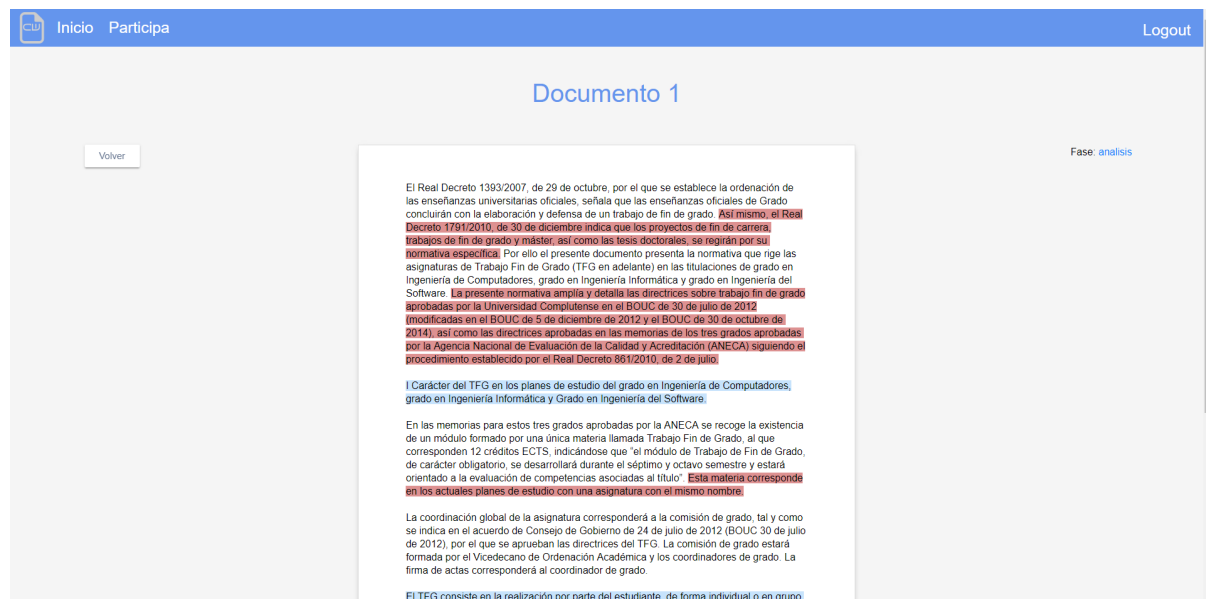 CW Inicio Participa Logout
Documento 1
Volver
Fase: analisis
El Real Decreto 1393/2007, de 29 de octubre, por el que se establece la ordenación de
las enseñanzas universitarias oficiales, señala que las enseñanzas oficiales de Grado
concluirán con la elaboración y defensa de un trabajo de fin de grado. Así mismo, el Real
Decreto 1791/2010, de 30 de diciembre indica que los proyectos de fin de carrera,
trabajos de fin de grado y máster, así como las tesis doctorales, se regirán por su
normativa específica. Por ello el presente documento presenta la normativa que rige las
asignaturas de Trabajo Fin de Grado (TFG en adelante) en las titulaciones de grado en
Ingeniería de Computadores, grado en Ingeniería Informática y grado en Ingeniería del
Software. La presente normativa amplía y detalla las directrices sobre trabajo fin de grado
aprobadas por la Universidad Complutense en el BOUC de 30 de julio de 2012
(modificadas en el BOUC de 5 de diciembre de 2012 y el BOUC de 30 de octubre de
2014), así como las directrices aprobadas en las memorias de los tres grados aprobadas
por la Agencia Nacional de Evaluación de la Calidad y Acreditación (ANECA) siguiendo el
procedimiento establecido por el Real Decreto 861/2010, de 2 de julio.
I Carácter del TFG en los planes de estudio del grado en Ingeniería de Computadores,
grado en Ingeniería Informática y Grado en Ingeniería del Software.
En las memorias para estos tres grados aprobadas por la ANECA se recoge la existencia
de un módulo formado por una única materia llamada Trabajo Fin de Grado, al que
corresponden 12 créditos ECTS, indicándose que "el módulo de Trabajo de Fin de Grado,
de carácter obligatorio, se desarrollará durante el séptimo y octavo semestre y estará
orientado a la evaluación de competencias asociadas al título". Esta materia corresponde
en los actuales planes de estudio con una asignatura con el mismo nombre.
La coordinación global de la asignatura corresponderá a la comisión de grado, tal y como
se indica en el acuerdo de Consejo de Gobierno de 24 de julio de 2012 (BOUC 30 de julio
de 2012), por el que se aprueban las directrices del TFG. La comisión de grado estará
formada por el Vicedecano de Ordenación Académica y los coordinadores de grado. La
firma de actas corresponderá al coordinador de grado.
El TFG consiste en la realización por parte del estudiante, de forma individual o en grupo,